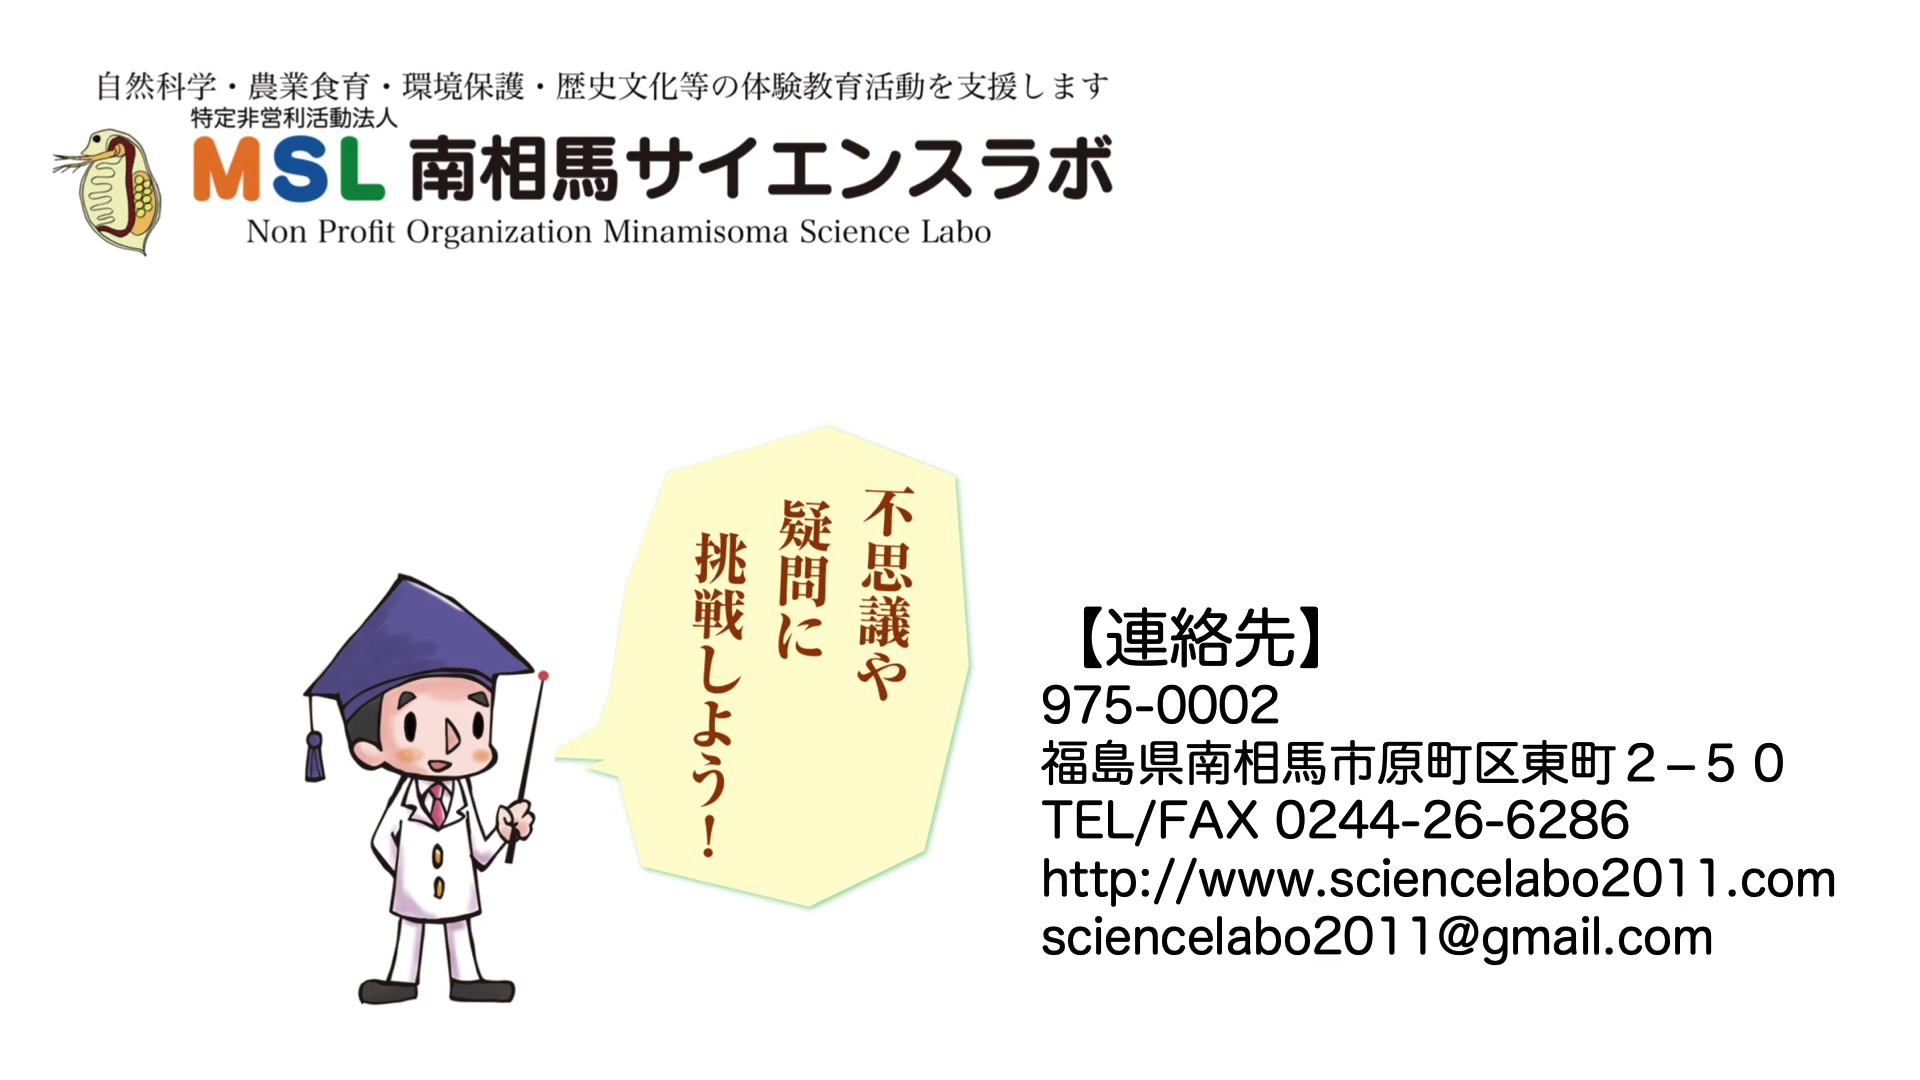 自然科学・農業食育・環境保護・歴史文化等の体験教育活動を支援します
特定非営利活動法人
MSL 南相馬サイエンスラボ
Non Profit Organization Minamisoma Science Labo
不思議や
疑問に
挑戦しよう！
【連絡先】
975-0002
福島県南相馬市原町区東町２−５０
TEL/FAX 0244-26-6286
http://www.sciencelabo2011.com
sciencelabo2011@gmail.com